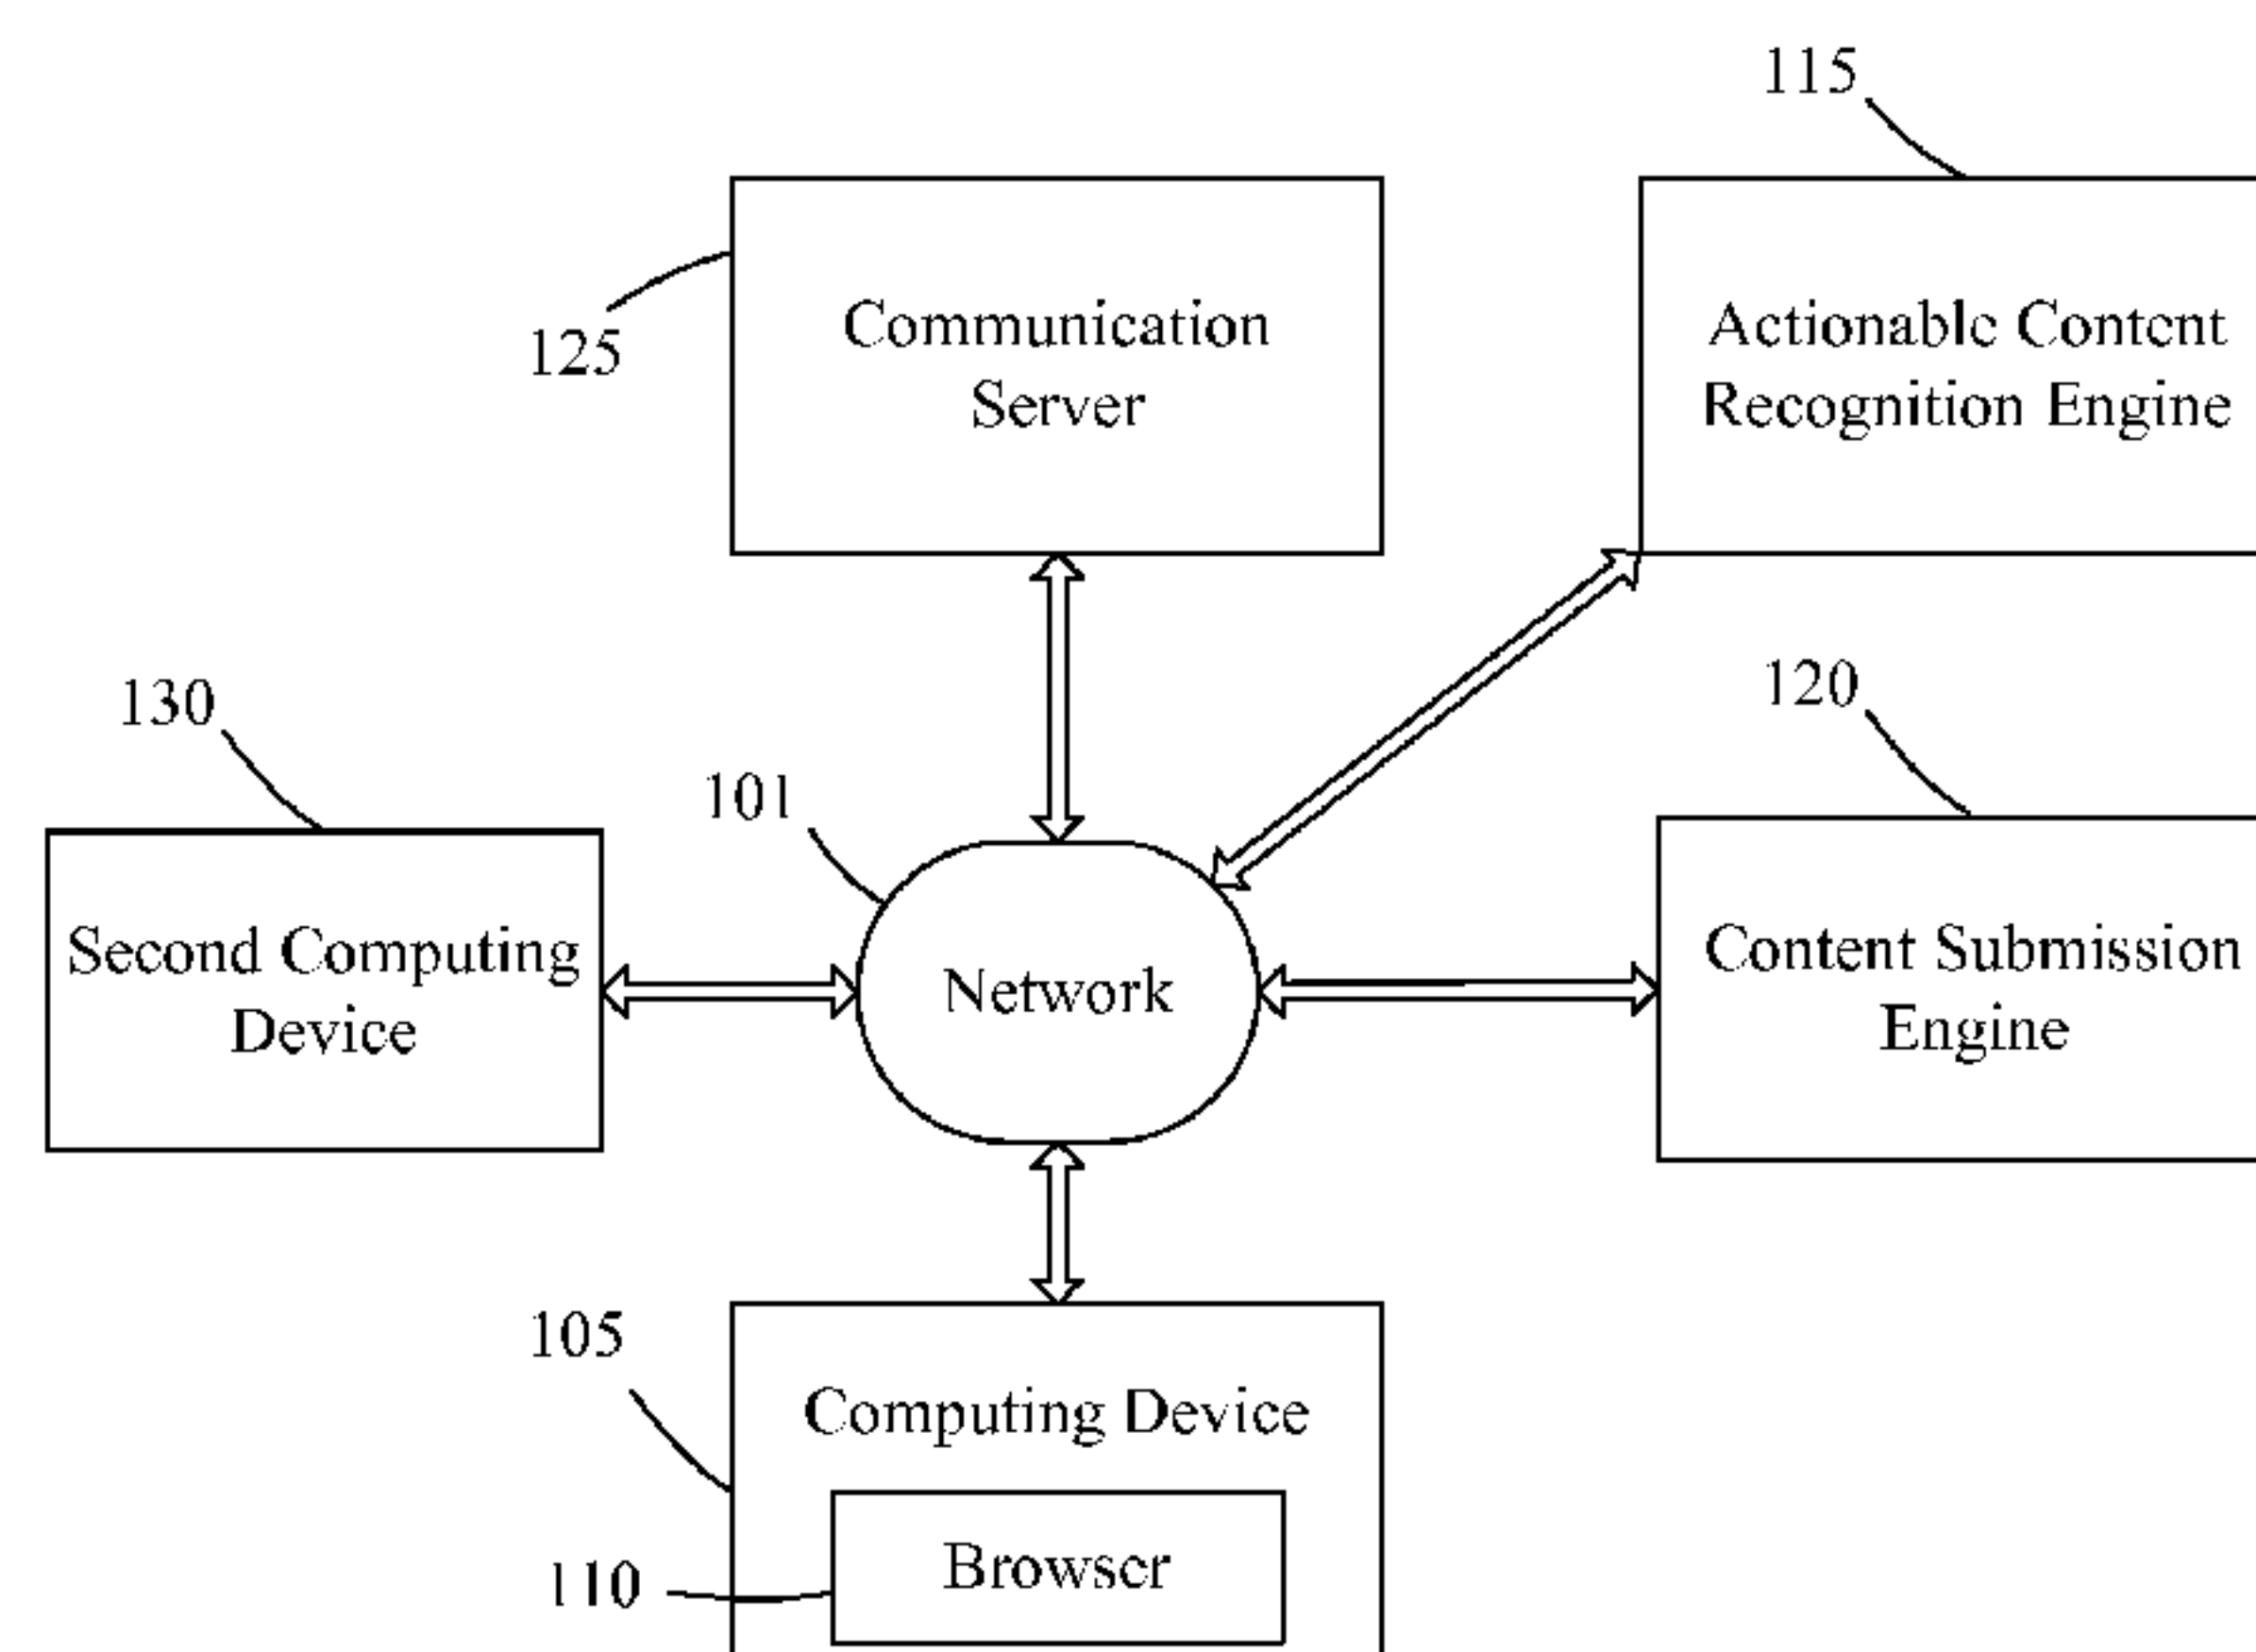 115
125
Communication
Server
Actionable Content
Recognition Engine
130
101
120
Second Computing
Device
Network
Content Submission
Engine
105
Computing Device
110
Browser